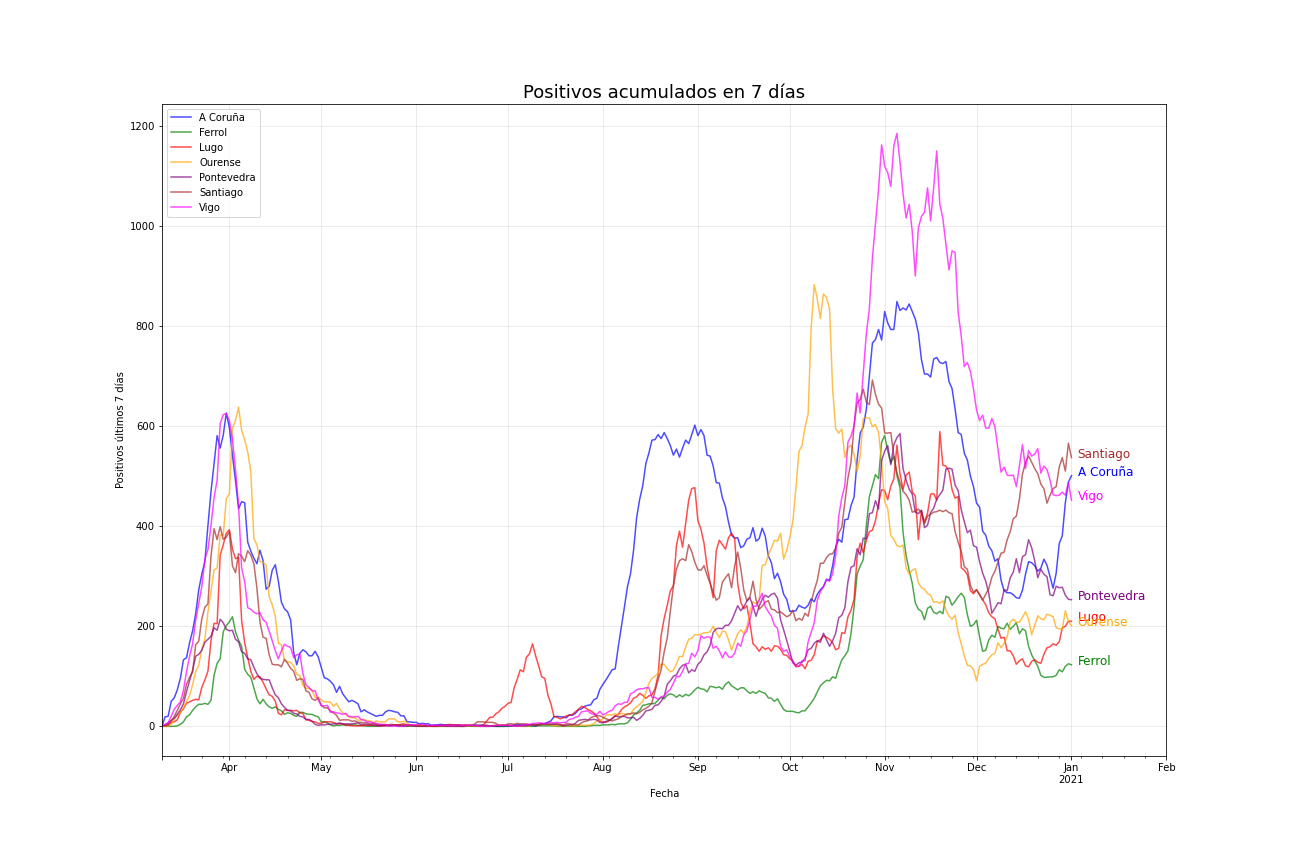 Positivos acumulados en 7 días
A Coruña
Ferrol
Lugo
Ourense
Pontevedra
Santiago
Vigo
1200
1000
800
600
400
200
0
Positivos últimos 7 días
Santiago
A Coruña
Vigo
Pontevedra
Lugo
Ourense
Ferrol
Apr May Jun Jul Aug Sep Oct Nov Dec Jan Feb
2021
Fecha